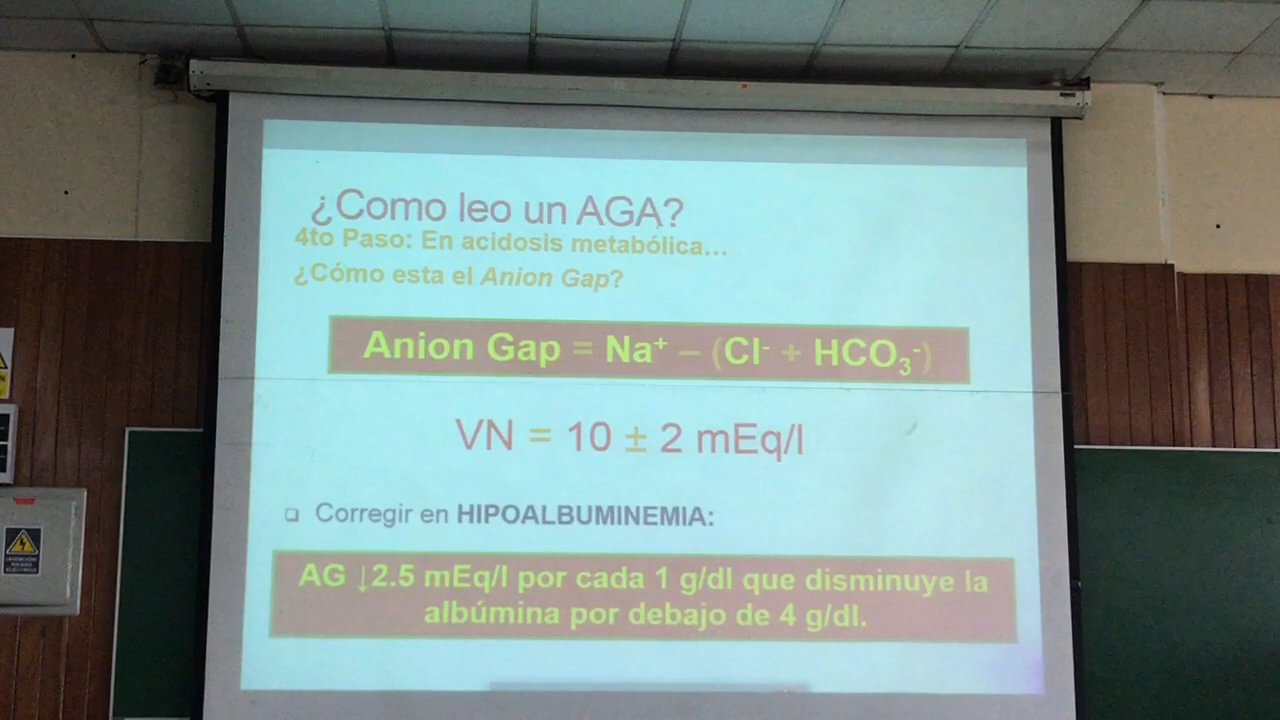 ¿Como leo un AGA?
4to Paso: En acidosis metabólica...
¿Cómo esta el Anion Gap?
Anion Gap = Na⁺ – (Cl⁻ + HCO₃⁻)
VN = 10 ± 2 mEq/l
❑ Corregir en HIPOALBUMINEMIA:
AG ↓2.5 mEq/l por cada 1 g/dl que disminuye la
albúmina por debajo de 4 g/dl.